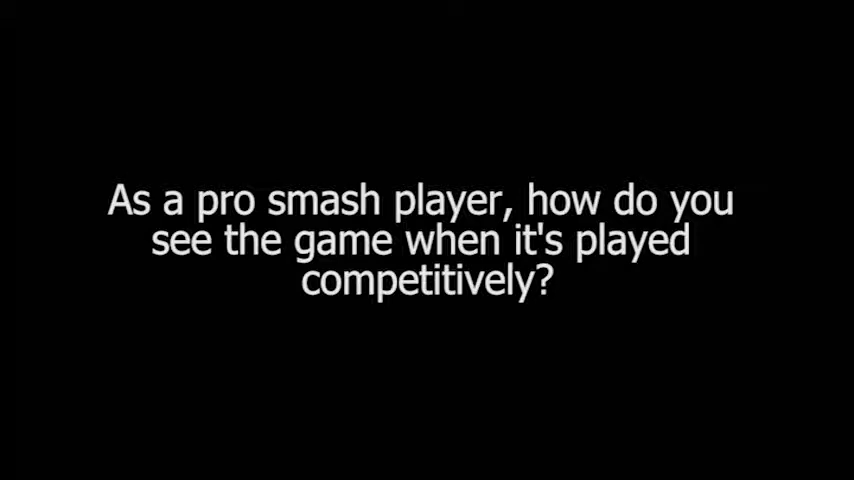 As a pro smash player, how do you
see the game when it's played
competitively?